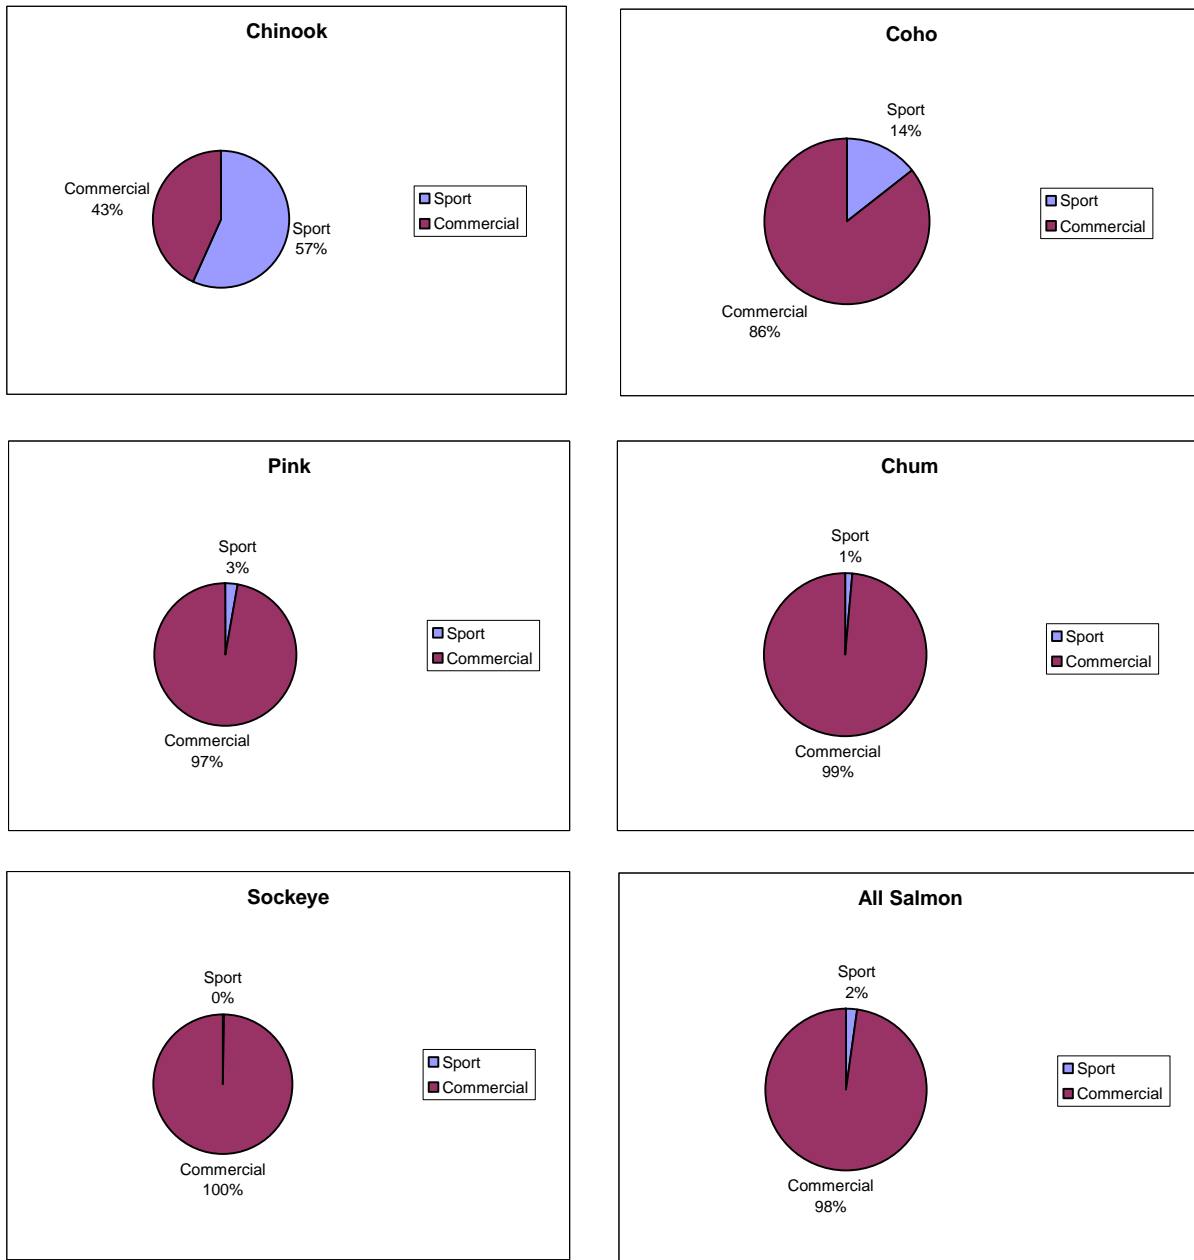 Chinook
Commercial
43%
Sport
57%
Sport
Commercial
Coho
Sport
14%
Commercial
86%
Sport
Commercial
Pink
Sport
3%
Commercial
97%
Sport
Commercial
Chum
Sport
1%
Commercial
99%
Sport
Commercial
Sockeye
Sport
0%
Commercial
100%
Sport
Commercial
All Salmon
Sport
2%
Commercial
98%
Sport
Commercial